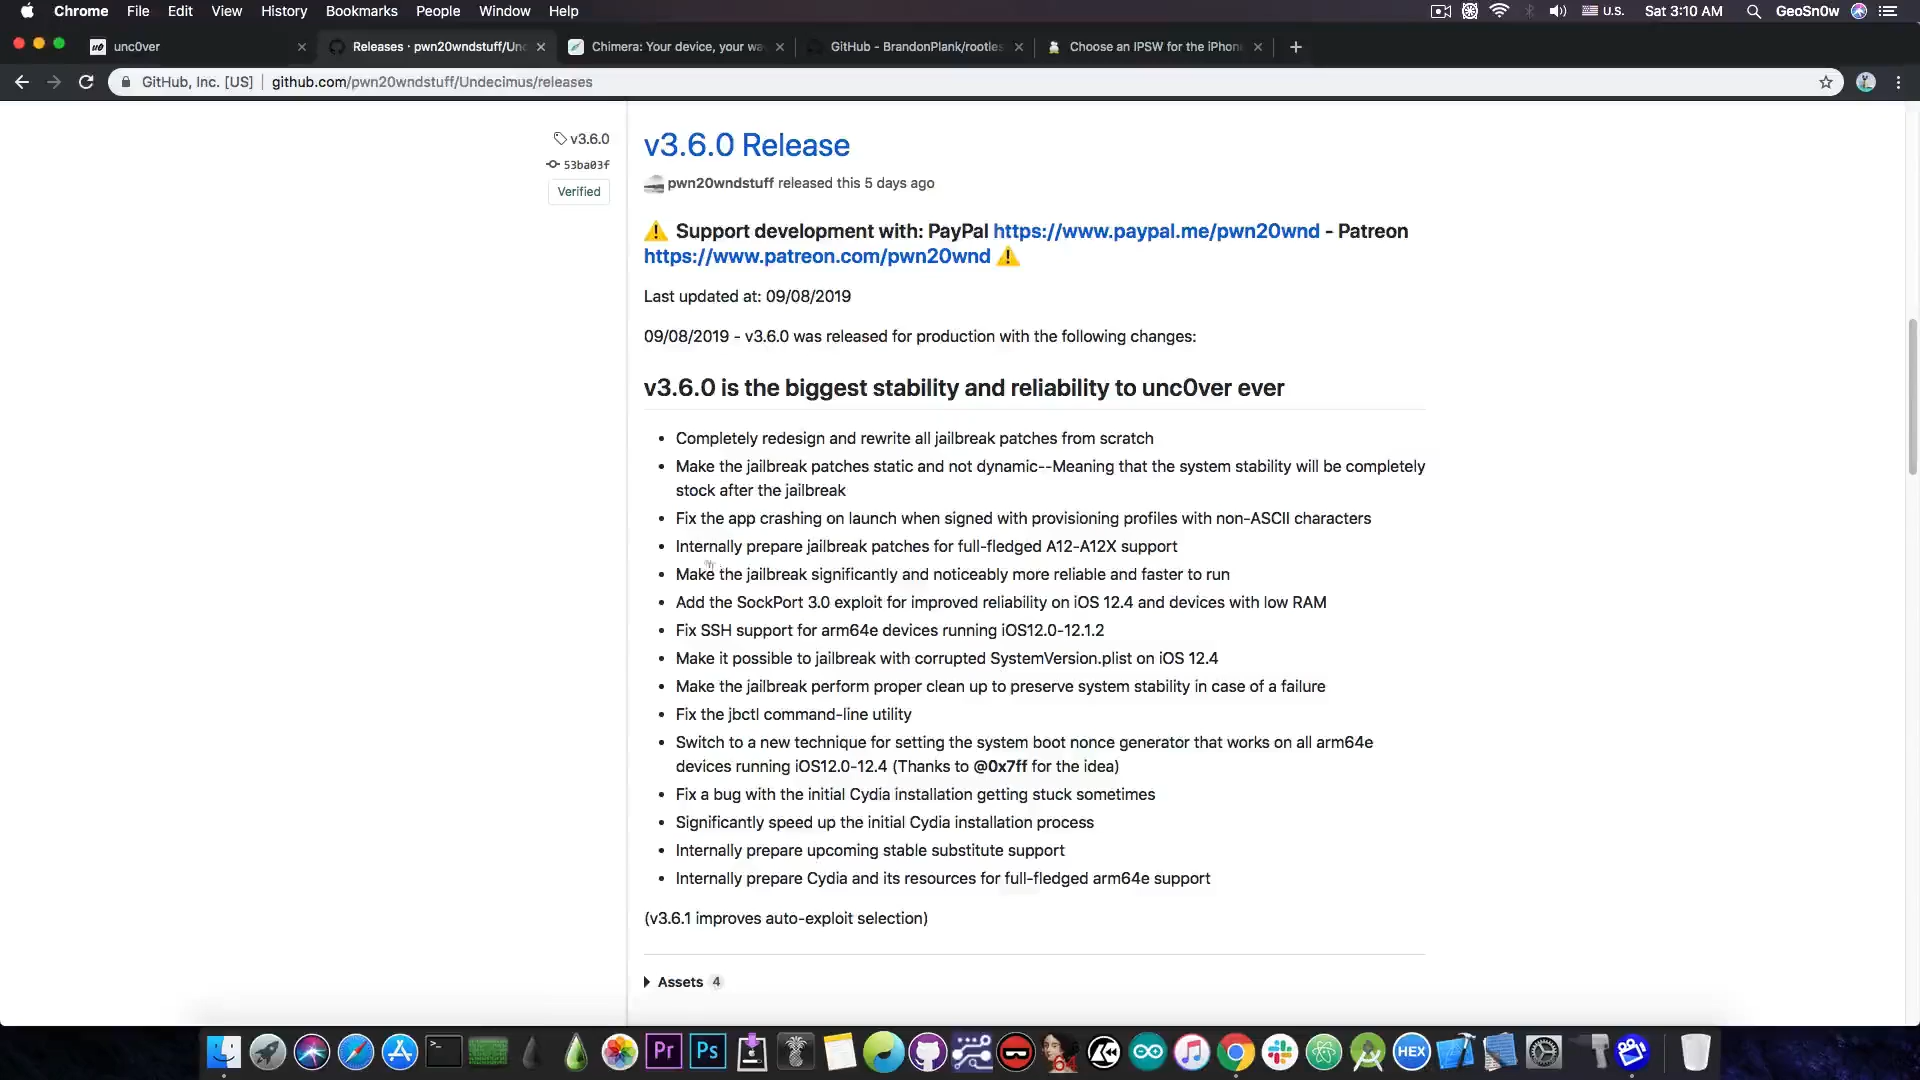 Chrome File Edit View History Bookmarks People Window Help U.S. Sat 3:10 AM GeoSn0w
unc0ver Releases · pwn20wndstuff/Und Chimera: Your device, your wa GitHub - BrandonPlank/rootles Choose an IPSW for the iPhon
GitHub, Inc. [US] github.com/pwn20wndstuff/Undecimus/releases
v3.6.0
53ba03f
Verified
v3.6.0 Release
pwn20wndstuff released this 5 days ago
Support development with: PayPal https://www.paypal.me/pwn20wnd - Patreon
https://www.patreon.com/pwn20wnd
Last updated at: 09/08/2019
09/08/2019 - v3.6.0 was released for production with the following changes:
v3.6.0 is the biggest stability and reliability to unc0ver ever
• Completely redesign and rewrite all jailbreak patches from scratch
• Make the jailbreak patches static and not dynamic--Meaning that the system stability will be completely
stock after the jailbreak
• Fix the app crashing on launch when signed with provisioning profiles with non-ASCII characters
• Internally prepare jailbreak patches for full-fledged A12-A12X support
• Make the jailbreak significantly and noticeably more reliable and faster to run
• Add the SockPort 3.0 exploit for improved reliability on iOS 12.4 and devices with low RAM
• Fix SSH support for arm64e devices running iOS12.0-12.1.2
• Make it possible to jailbreak with corrupted SystemVersion.plist on iOS 12.4
• Make the jailbreak perform proper clean up to preserve system stability in case of a failure
• Fix the jbctl command-line utility
• Switch to a new technique for setting the system boot nonce generator that works on all arm64e
devices running iOS12.0-12.4 (Thanks to @0x7ff for the idea)
• Fix a bug with the initial Cydia installation getting stuck sometimes
• Significantly speed up the initial Cydia installation process
• Internally prepare upcoming stable substitute support
• Internally prepare Cydia and its resources for full-fledged arm64e support
(v3.6.1 improves auto-exploit selection)
Assets 4
Pr Ps 64 HEX